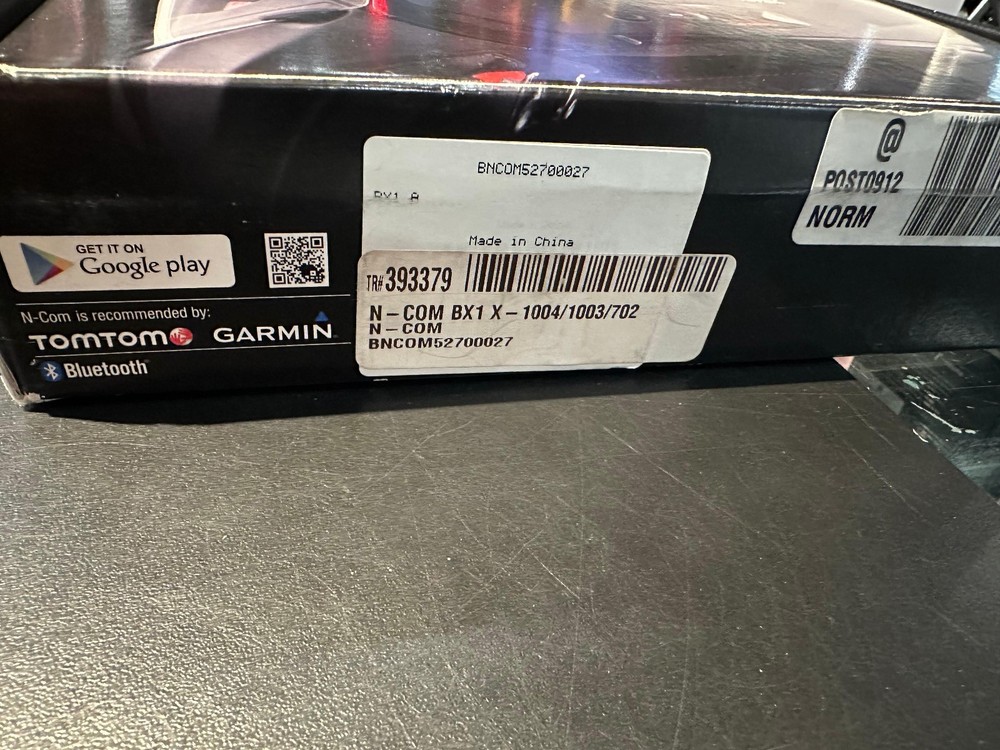 GET IT ON
Google play
N-Com is recommended by:
TOMTOM GARMIN
Bluetooth
BNCOM52700027
BX1 A
Made in China
TR# 393379
N-COM BX1 X-1004/1003/702
N-COM
BNCOM52700027
@
POST0912
NORM